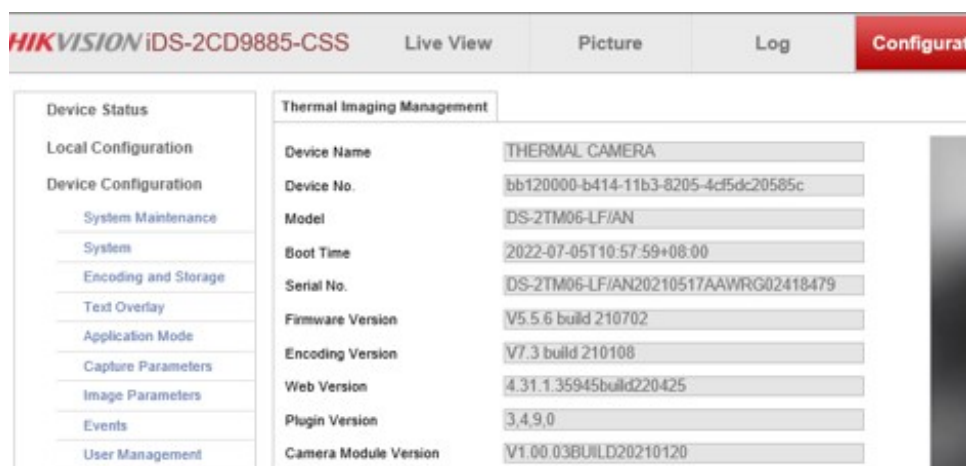 HIKVISION iDS-2CD9885-CSS Live View Picture Log Configurat
Device Status
Local Configuration
Device Configuration
System Maintenance
System
Encoding and Storage
Text Overlay
Application Mode
Capture Parameters
Image Parameters
Events
User Management
Thermal Imaging Management
Device Name THERMAL CAMERA
Device No. bb120000-b414-11b3-8205-4cf5dc20585c
Model DS-2TM06-LF/AN
Boot Time 2022-07-05T10:57:59+08:00
Serial No. DS-2TM06-LF/AN20210517AAWRG02418479
Firmware Version V5.5.6 build 210702
Encoding Version V7.3 build 210108
Web Version 4.31.1.35945build220425
Plugin Version 3,4,9,0
Camera Module Version V1.00.03BUILD20210120